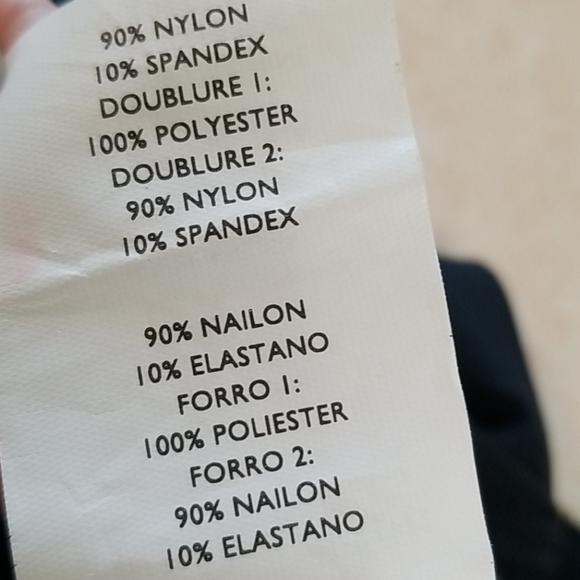 90% NYLON
10% SPANDEX
DOUBLURE 1:
100% POLYESTER
DOUBLURE 2:
90% NYLON
10% SPANDEX
90% NAILON
10% ELASTANO
FORRO 1:
100% POLIESTER
FORRO 2:
90% NAILON
10% ELASTANO